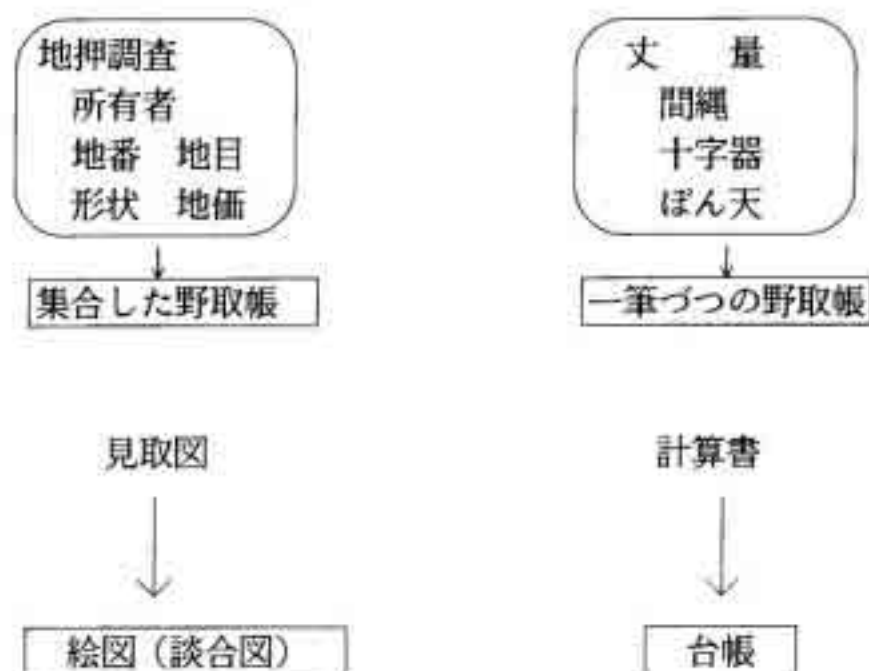 地押調査
所有者
地番　地目
形状　地価
集合した野取帳
見取図
絵図（談合図）
丈　量
間縄
十字器
ぽん天
一筆づつの野取帳
計算書
台帳